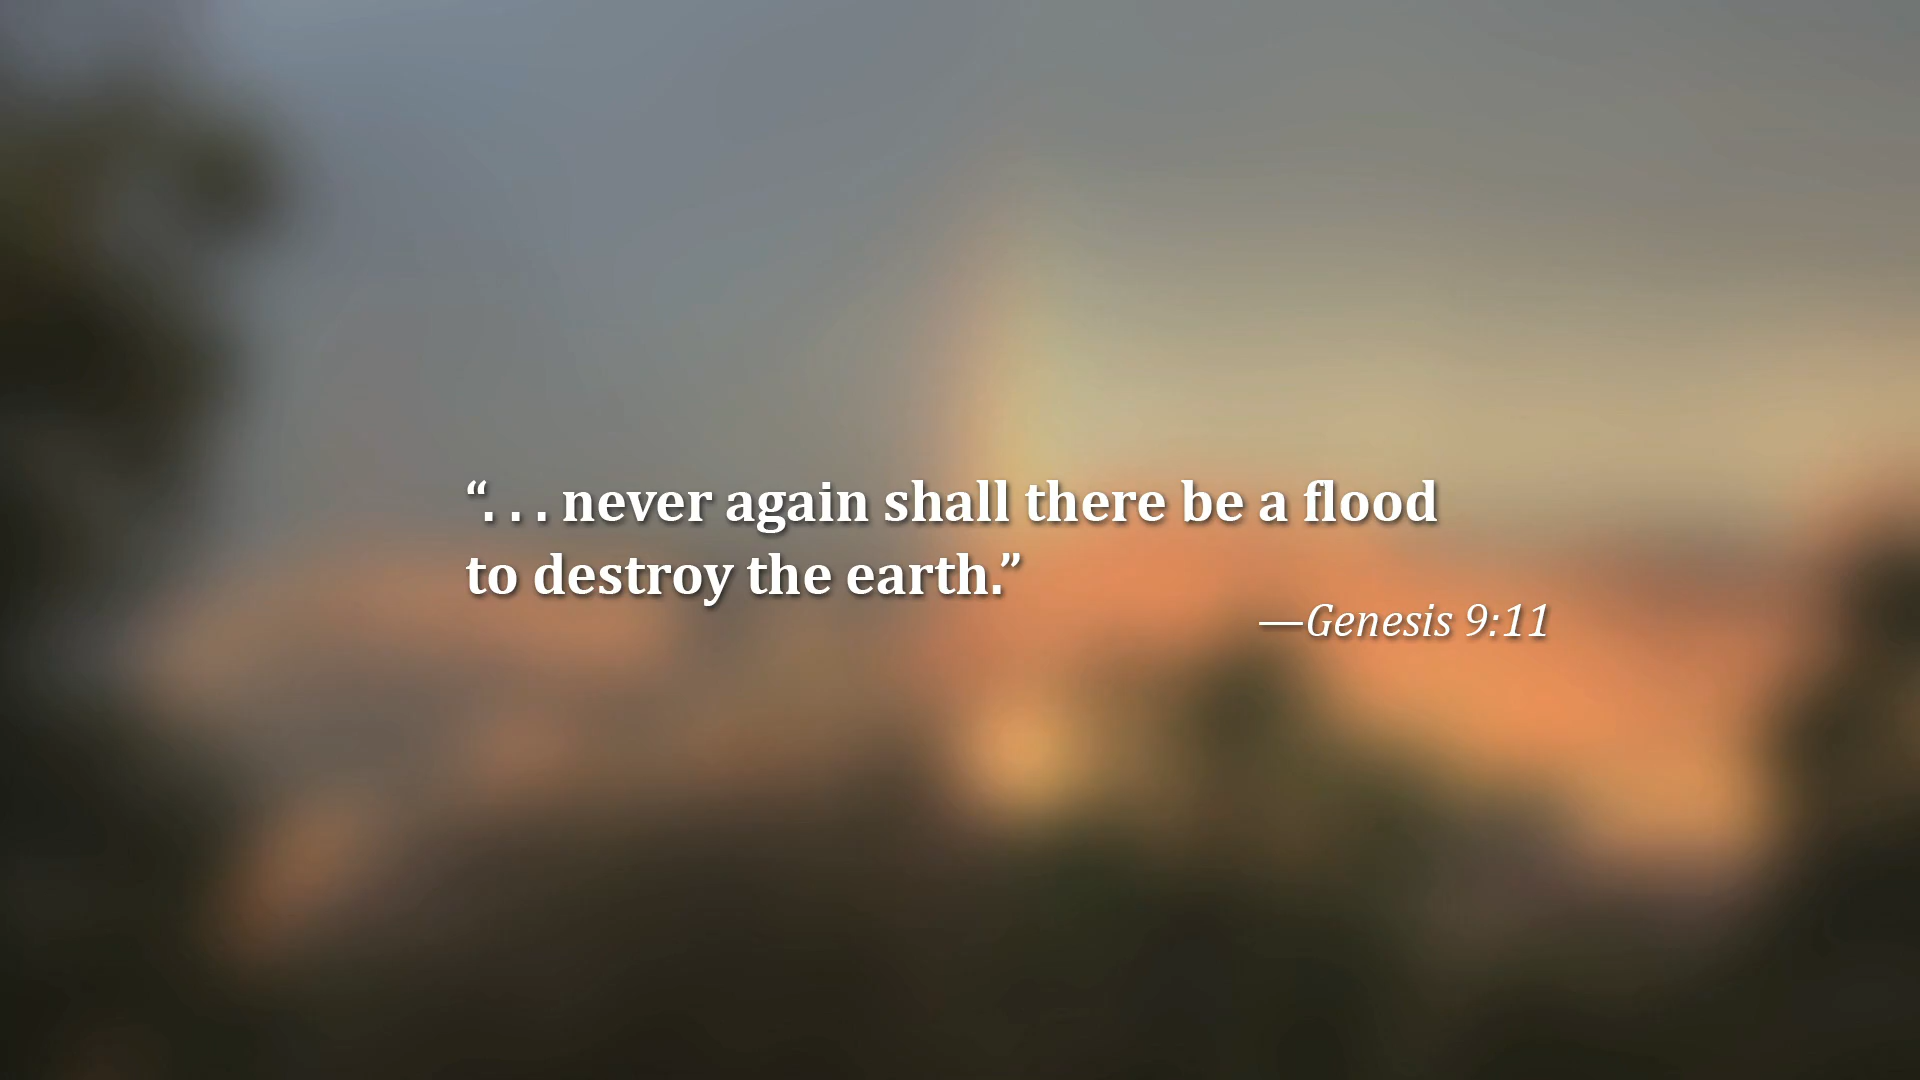 “. . . never again shall there be a flood
to destroy the earth.”
—Genesis 9:11